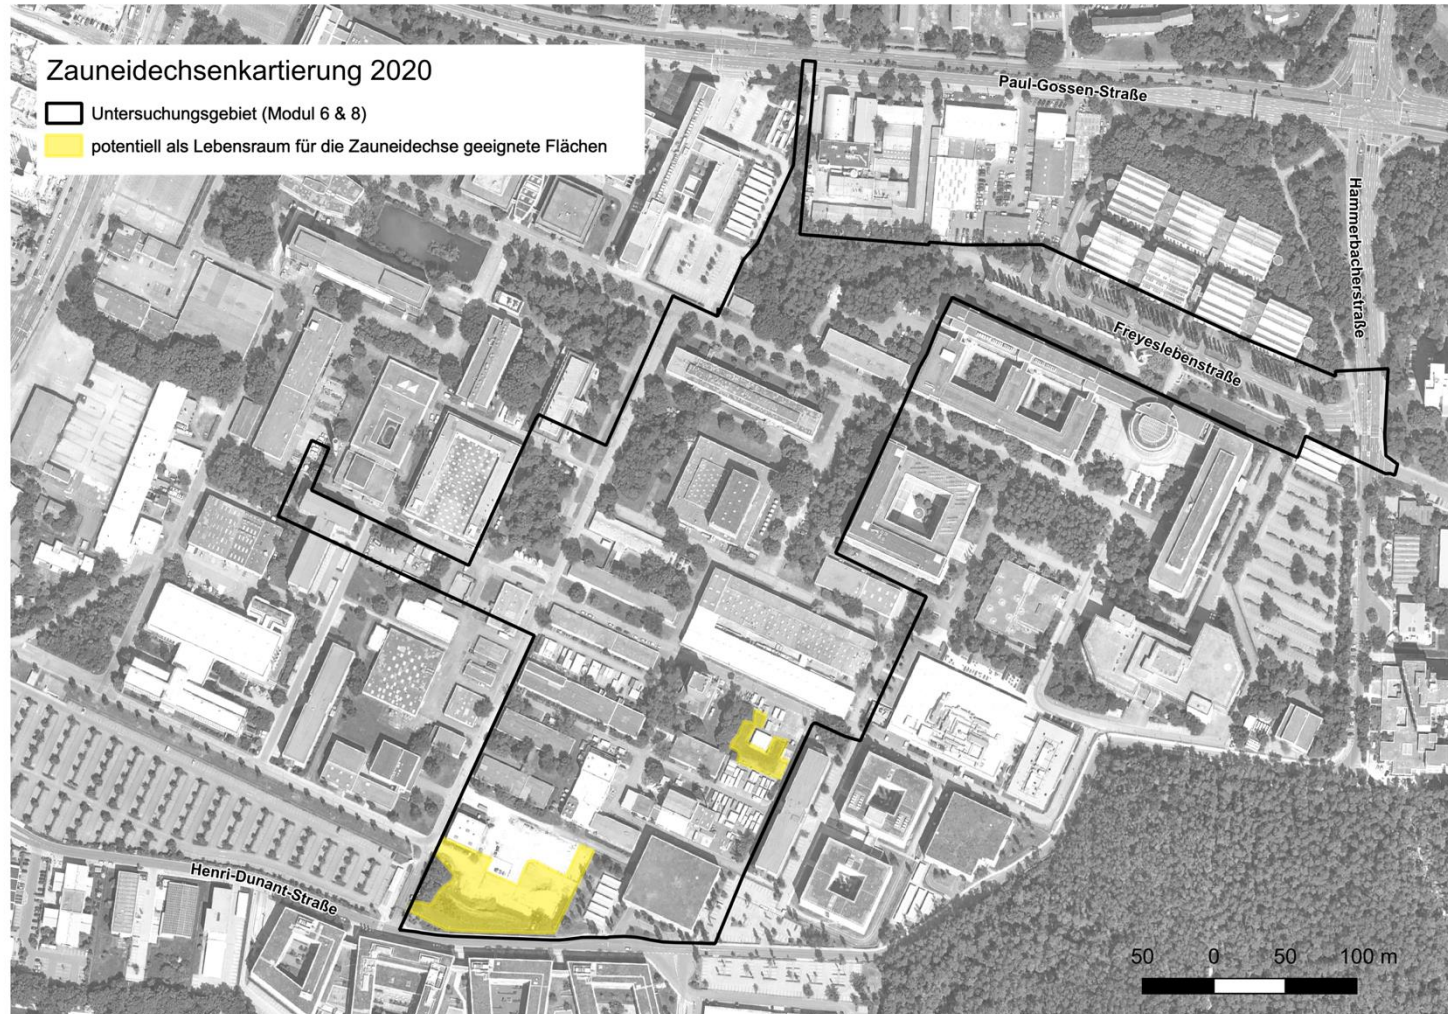 Zauneidechsenkartierung 2020
Untersuchungsgebiet (Modul 6 & 8)
potentiell als Lebensraum für die Zauneidechse geeignete Flächen
Paul-Gossen-Straße
Hammerbacherstraße
Freyeslebenstraße
Henri-Dunant-Straße
50 0 50 100 m